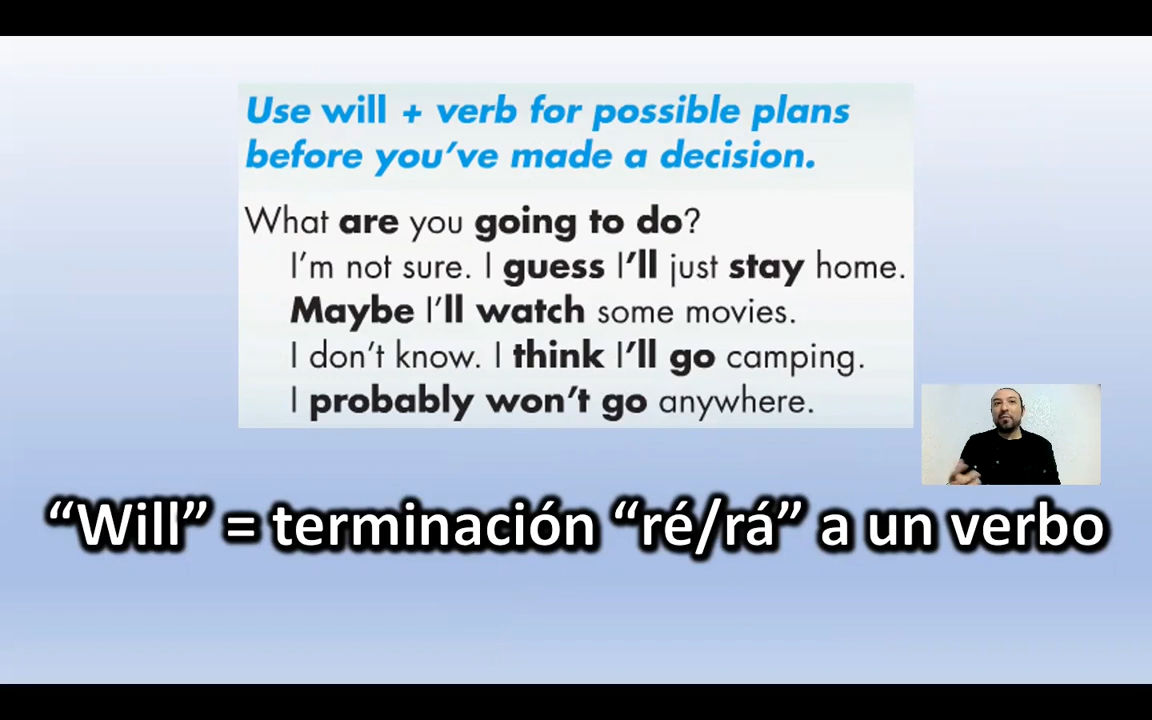 Use will + verb for possible plans
before you've made a decision.
What are you going to do?
I'm not sure. I guess I'll just stay home.
Maybe I'll watch some movies.
I don't know. I think I'll go camping.
I probably won't go anywhere.
“Will” = terminación “ré/rá” a un verbo